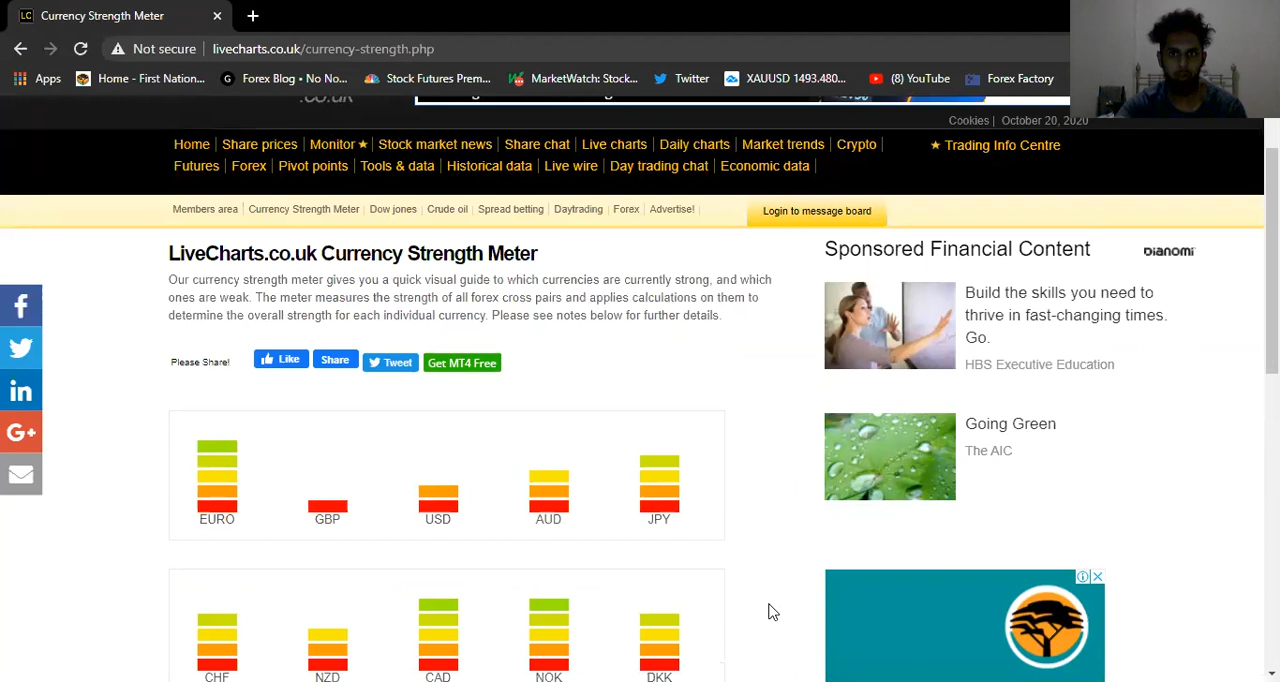 LC Currency Strength Meter
Not secure livecharts.co.uk/currency-strength.php
Apps Home - First Nation... Forex Blog • No No... Stock Futures Prem... MarketWatch: Stock... Twitter XAUUSD 1493.480... (8) YouTube Forex Factory
.co.uk
Cookies | October 20, 2020
Home | Share prices | Monitor ★ | Stock market news | Share chat | Live charts | Daily charts | Market trends | Crypto |
Futures | Forex | Pivot points | Tools & data | Historical data | Live wire | Day trading chat | Economic data |
★ Trading Info Centre
Members area | Currency Strength Meter | Dow jones | Crude oil | Spread betting | Daytrading | Forex | Advertise! |
Login to message board
LiveCharts.co.uk Currency Strength Meter
Our currency strength meter gives you a quick visual guide to which currencies are currently strong, and which
ones are weak. The meter measures the strength of all forex cross pairs and applies calculations on them to
determine the overall strength for each individual currency. Please see notes below for further details.
Please Share! Like Share Tweet Get MT4 Free
EURO GBP USD AUD JPY
CHF NZD CAD NOK DKK
Sponsored Financial Content DIANOMI
Build the skills you need to
thrive in fast-changing times.
Go.
HBS Executive Education
Going Green
The AIC